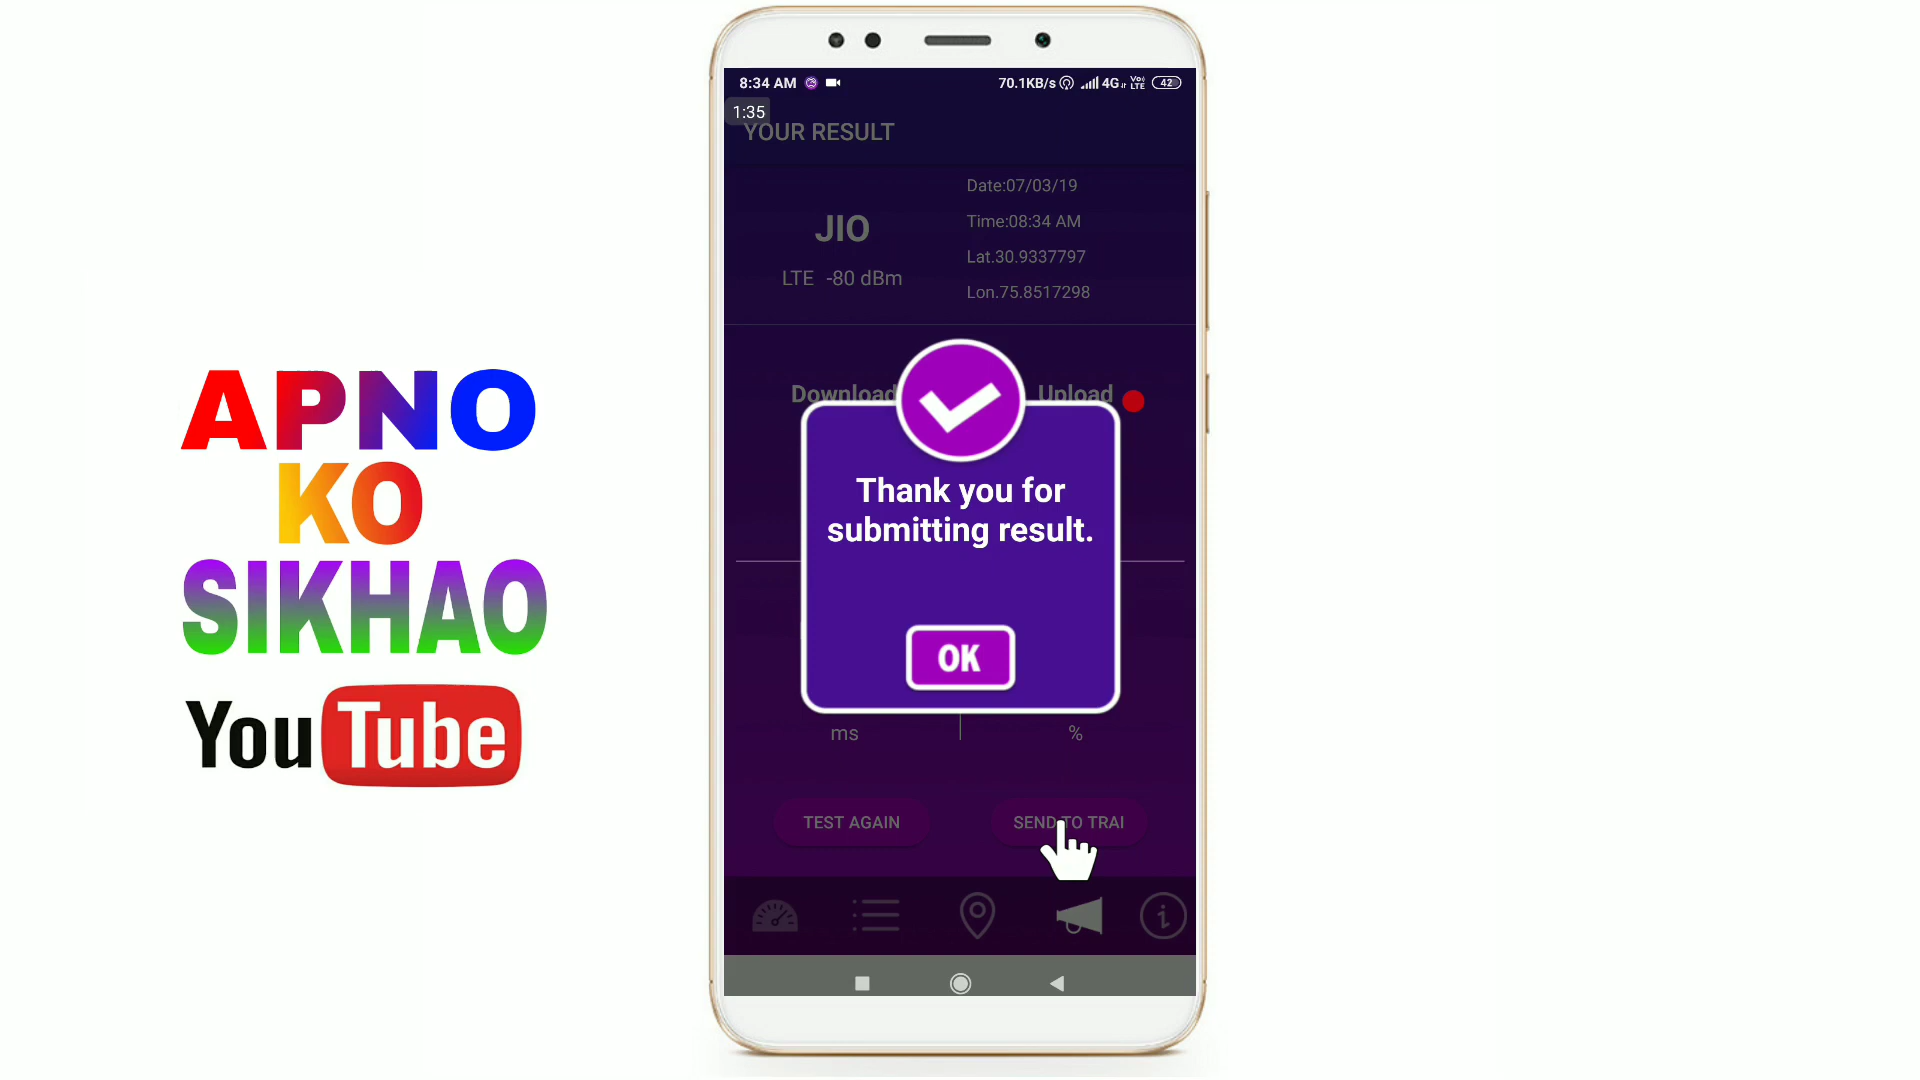 APNO
KO
SIKHAO
YouTube
8:34 AM
70.1KB/s 4G Vo) LTE 42
1:35
YOUR RESULT
JIO
LTE -80 dBm
Date:07/03/19
Time:08:34 AM
Lat.30.9337797
Lon.75.8517298
Download Upload
Thank you for
submitting result.
OK
ms %
TEST AGAIN SEND TO TRAI